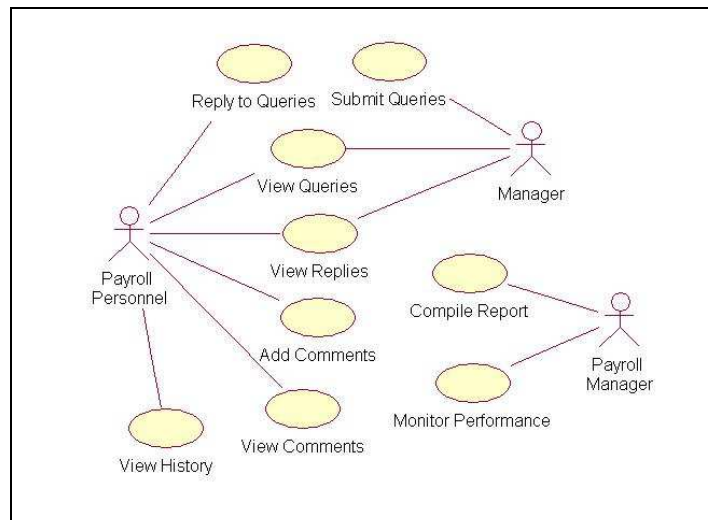 Reply to Queries
Submit Queries
View Queries
Manager
View Replies
Payroll
Personnel
Compile Report
Add Comments
Payroll
Manager
Monitor Performance
View Comments
View History